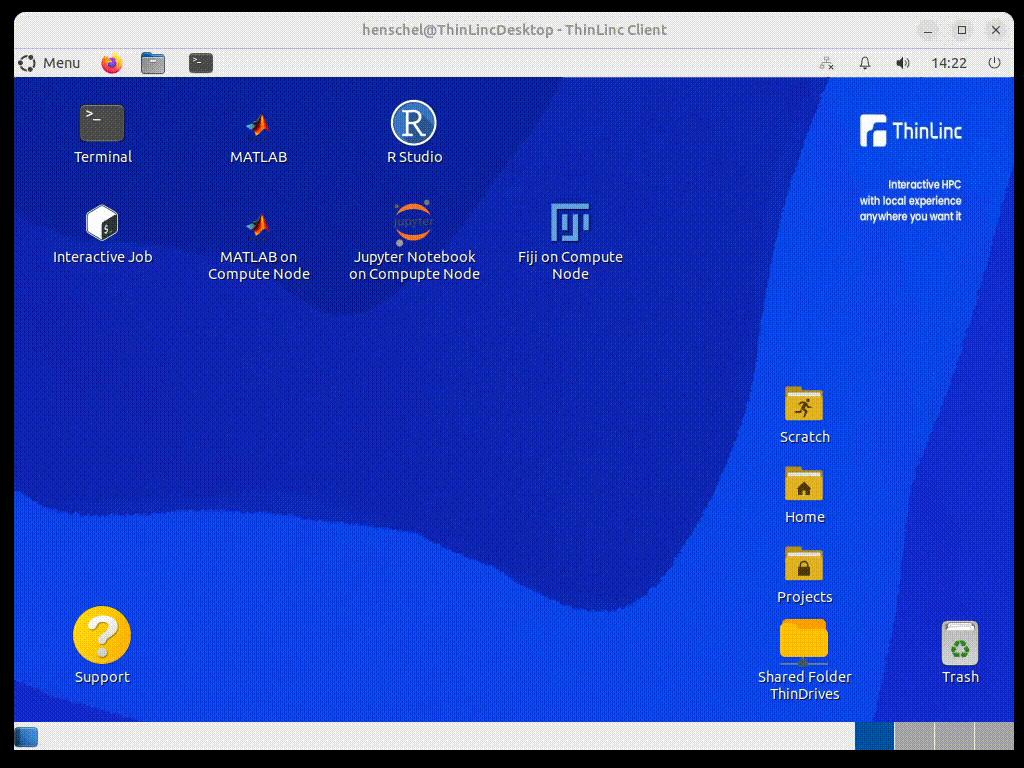 henschel@ThinLincDesktop - ThinLinc Client
Menu
14:22
>_
Terminal
MATLAB
R
R Studio
ThinLinc
Interactive HPC
with local experience
anywhere you want it
$
Interactive Job
MATLAB on
Compute Node
jupyter
Jupyter Notebook
on Compupte Node
Fiji on Compute
Node
Scratch
Home
Projects
?
Support
Shared Folder
ThinDrives
Trash